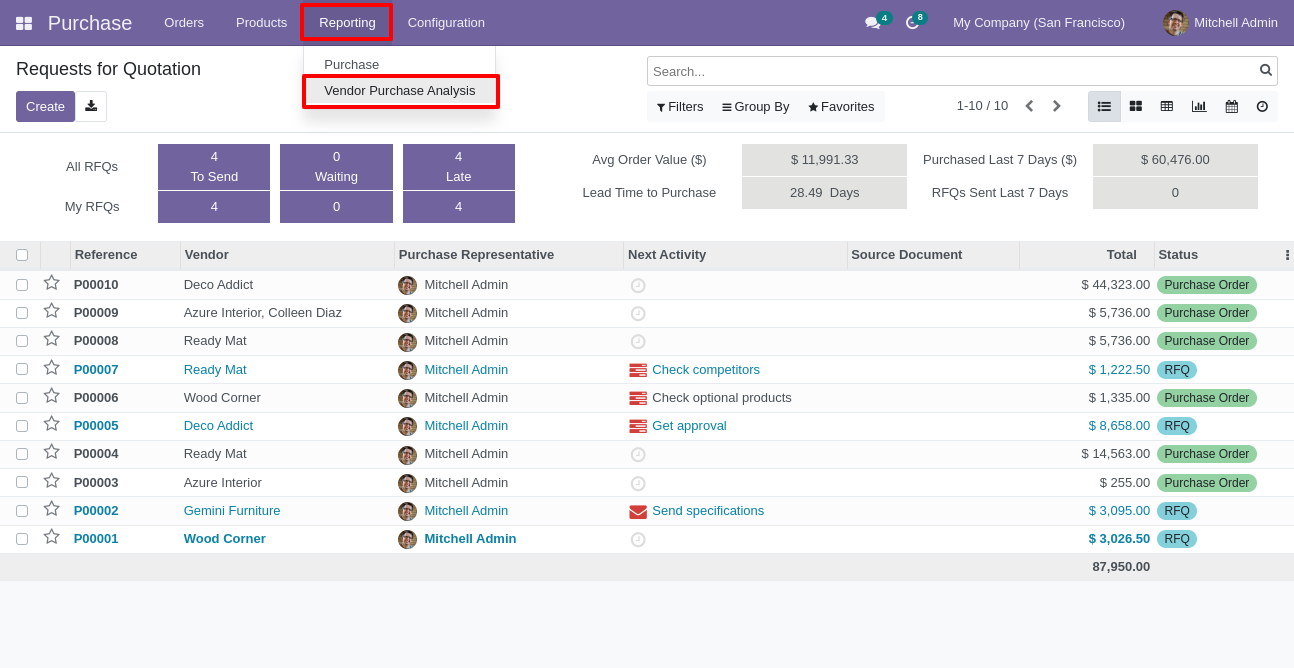 Purchase Orders Products Reporting Configuration 4 8 My Company (San Francisco) Mitchell Admin
Purchase
Vendor Purchase Analysis
Requests for Quotation
Search...
Create
Filters Group By Favorites 1-10 / 10
All RFQs 4 To Send 0 Waiting 4 Late
My RFQs 4 0 4
Avg Order Value ($) $ 11,991.33 Purchased Last 7 Days ($) $ 60,476.00
Lead Time to Purchase 28.49 Days RFQs Sent Last 7 Days 0
Reference Vendor Purchase Representative Next Activity Source Document Total Status
P00010 Deco Addict Mitchell Admin $ 44,323.00 Purchase Order
P00009 Azure Interior, Colleen Diaz Mitchell Admin $ 5,736.00 Purchase Order
P00008 Ready Mat Mitchell Admin $ 5,736.00 Purchase Order
P00007 Ready Mat Mitchell Admin Check competitors $ 1,222.50 RFQ
P00006 Wood Corner Mitchell Admin Check optional products $ 1,335.00 Purchase Order
P00005 Deco Addict Mitchell Admin Get approval $ 8,658.00 RFQ
P00004 Ready Mat Mitchell Admin $ 14,563.00 Purchase Order
P00003 Azure Interior Mitchell Admin $ 255.00 Purchase Order
P00002 Gemini Furniture Mitchell Admin Send specifications $ 3,095.00 RFQ
P00001 Wood Corner Mitchell Admin $ 3,026.50 RFQ
87,950.00